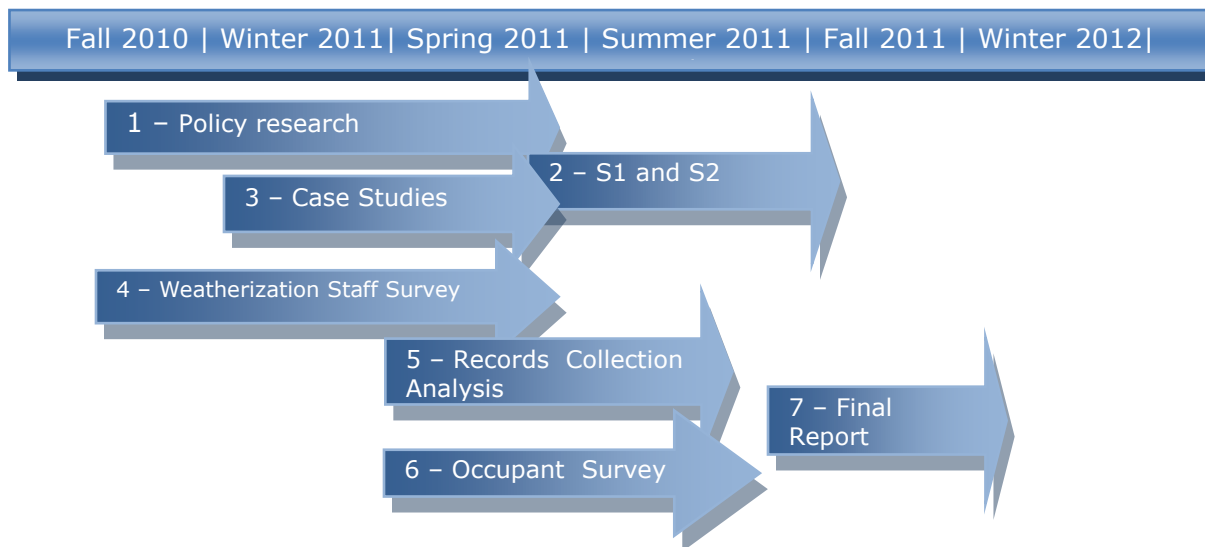 Fall 2010 | Winter 2011| Spring 2011 | Summer 2011 | Fall 2011 | Winter 2012|
1 – Policy research
2 – S1 and S2
3 – Case Studies
4 – Weatherization Staff Survey
5 – Records Collection
Analysis
6 – Occupant Survey
7 – Final
Report